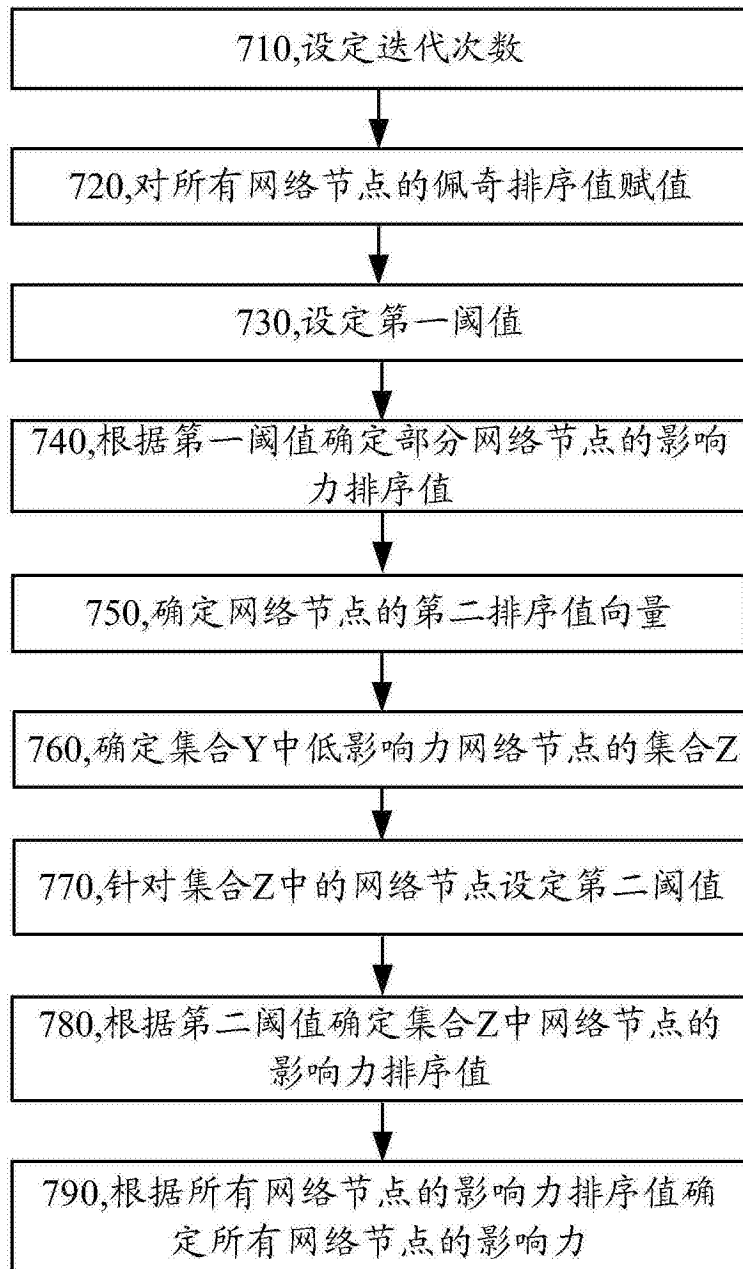 710,设定迭代次数
720,对所有网络节点的佩奇排序值赋值
730,设定第一阈值
740,根据第一阈值确定部分网络节点的影响
力排序值
750,确定网络节点的第二排序值向量
760,确定集合Y中低影响力网络节点的集合Z
770,针对集合Z中的网络节点设定第二阈值
780,根据第二阈值确定集合Z中网络节点的
影响力排序值
790,根据所有网络节点的影响力排序值确
定所有网络节点的影响力